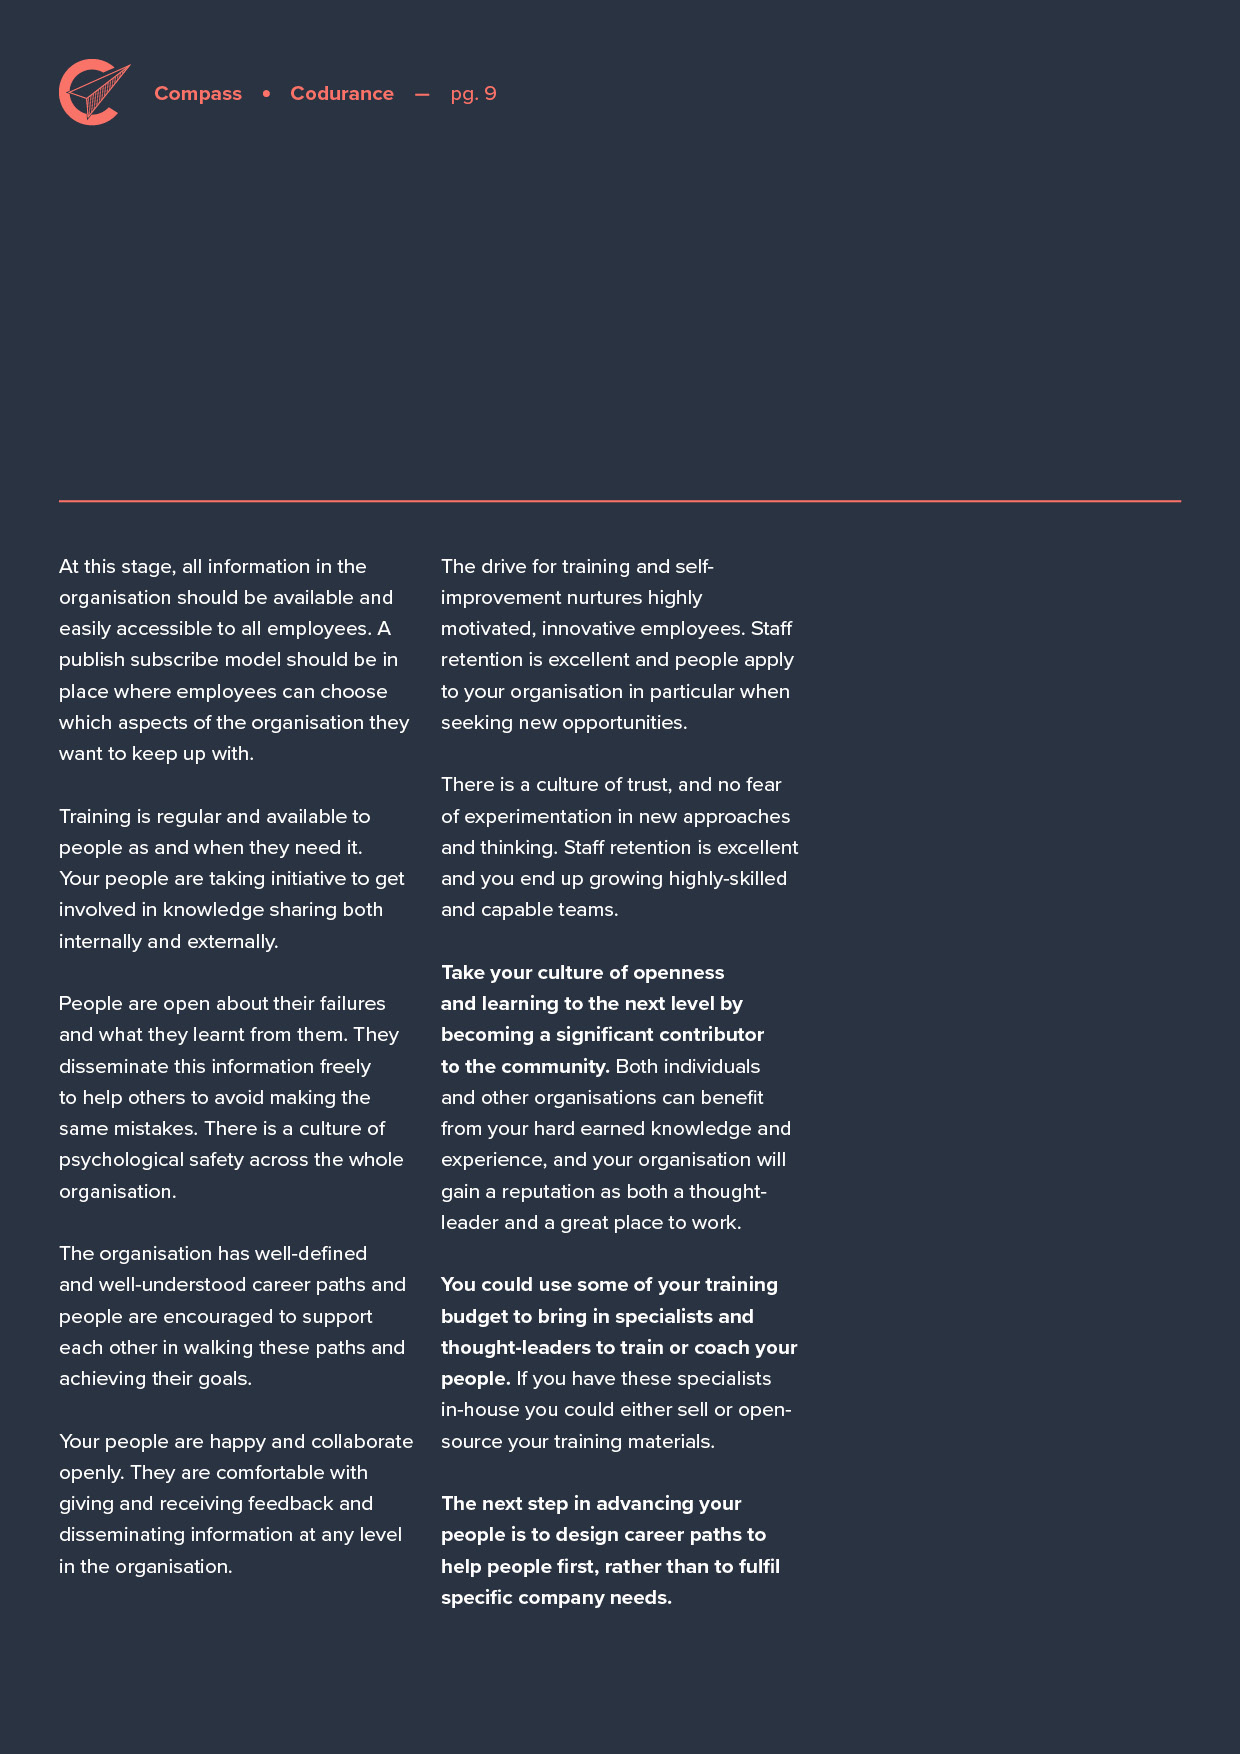 Compass • Codurance — pg. 9
At this stage, all information in the
organisation should be available and
easily accessible to all employees. A
publish subscribe model should be in
place where employees can choose
which aspects of the organisation they
want to keep up with.
Training is regular and available to
people as and when they need it.
Your people are taking initiative to get
involved in knowledge sharing both
internally and externally.
People are open about their failures
and what they learnt from them. They
disseminate this information freely
to help others to avoid making the
same mistakes. There is a culture of
psychological safety across the whole
organisation.
The organisation has well-defined
and well-understood career paths and
people are encouraged to support
each other in walking these paths and
achieving their goals.
Your people are happy and collaborate
openly. They are comfortable with
giving and receiving feedback and
disseminating information at any level
in the organisation.
The drive for training and self-
improvement nurtures highly
motivated, innovative employees. Staff
retention is excellent and people apply
to your organisation in particular when
seeking new opportunities.
There is a culture of trust, and no fear
of experimentation in new approaches
and thinking. Staff retention is excellent
and you end up growing highly-skilled
and capable teams.
Take your culture of openness
and learning to the next level by
becoming a significant contributor
to the community. Both individuals
and other organisations can benefit
from your hard earned knowledge and
experience, and your organisation will
gain a reputation as both a thought-
leader and a great place to work.
You could use some of your training
budget to bring in specialists and
thought-leaders to train or coach your
people. If you have these specialists
in-house you could either sell or open-
source your training materials.
The next step in advancing your
people is to design career paths to
help people first, rather than to fulfil
specific company needs.